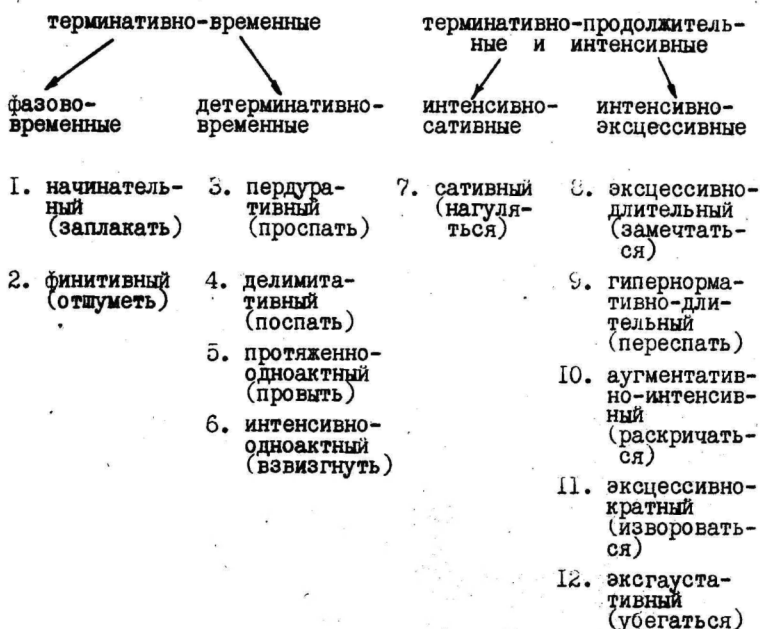 терминативно-временные
терминативно-продолжитель-
ные и интенсивные
фазово-
временные
детерминативно-
временные
интенсивно-
сативные
интенсивно-
эксцессивные
1. начинатель-
ный
(заплакать)
2. финитивный
(отшуметь)
3. пердура-
тивный
(проспать)
4. делимита-
тивный
(поспать)
5. протяженно-
одноактный
(провыть)
6. интенсивно-
одноактный
(взвизгнуть)
7. сативный
(нагуля-
ться)
8. эксцессивно-
длительный
(замечтать-
ся)
9. гипернорма-
тивно-дли-
тельный
(переспать)
10. аугментатив-
но-интенсив-
ный
(раскричать-
ся)
11. эксцессивно-
кратный
(извороватъ-
ся)
12. эксгауста-
тивный
(убегаться)